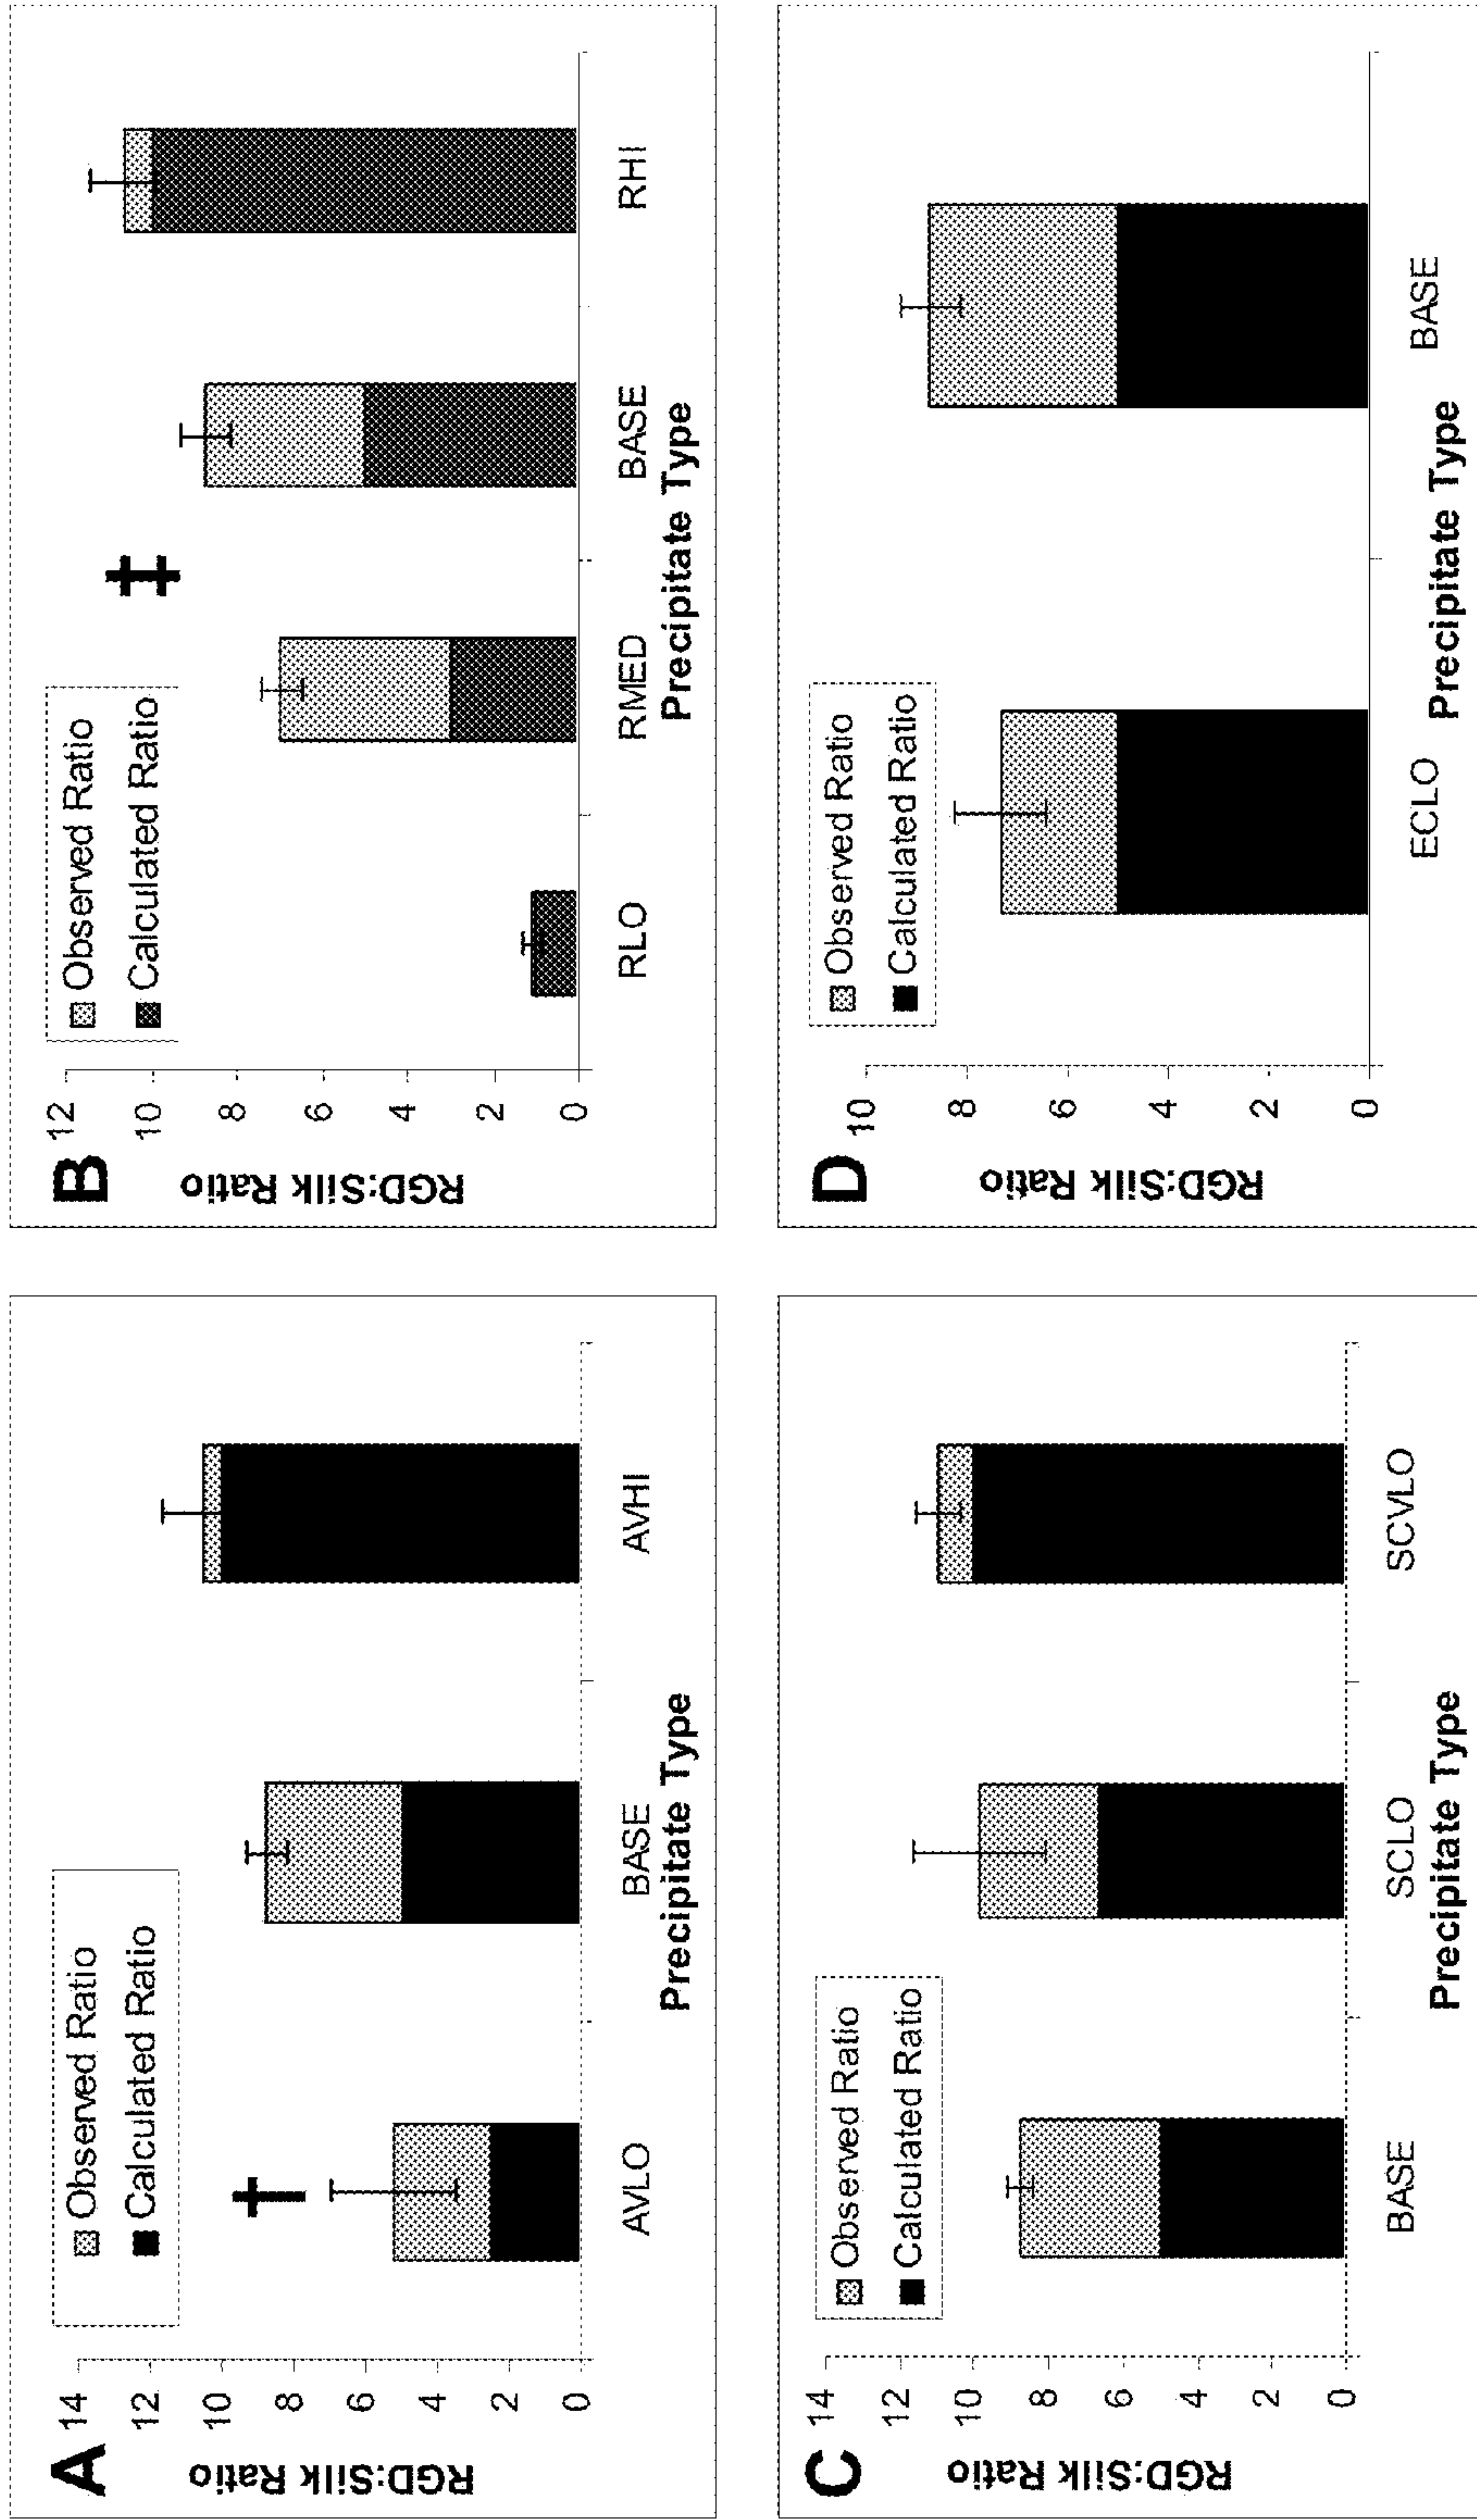 A
RGD:Silk Ratio
14
12
10
8
6
4
2
0
Observed Ratio
Calculated Ratio
‡
AVLO
BASE
AVHI
Precipitate Type
B
RGD:Silk Ratio
12
10
8
6
4
2
0
Observed Ratio
Calculated Ratio
‡
RLO
RMED
BASE
RHI
Precipitate Type
C
RGD:Silk Ratio
14
12
10
8
6
4
2
0
Observed Ratio
Calculated Ratio
BASE
SCLO
SCVLO
Precipitate Type
D
RGD:Silk Ratio
10
8
6
4
2
0
Observed Ratio
Calculated Ratio
ECLO
BASE
Precipitate Type